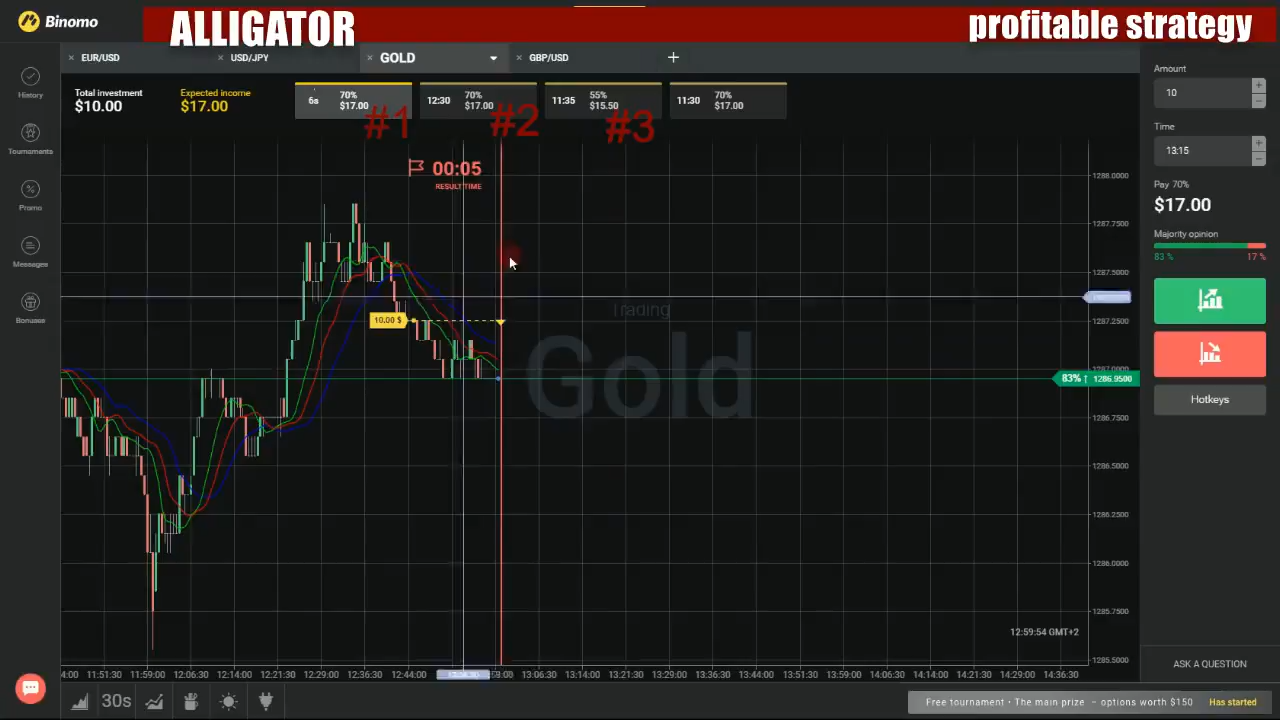 Binomo
ALLIGATOR
profitable strategy
EUR/USD
USD/JPY
GOLD
GBP/USD
+
Total investment
$10.00
Expected income
$17.00
6s
70%
$17.00
12:30
70%
$17.00
11:35
55%
$15.50
11:30
70%
$17.00
#1
#2
#3
History
Tournaments
Promo
Messages
Bonuses
00:05
RESULT TIME
10.00 $
Trading
Gold
1288.0000
1287.7500
1287.5000
1287.2500
1287.0000
83%↑ 1286.9500
1286.7500
1286.5000
1286.2500
1286.0000
1285.7500
1285.5000
12:59:54 GMT+2
4:00
11:51:30
11:59:00
12:06:30
12:14:00
12:21:30
12:29:00
12:36:30
12:44:00
13:06:30
13:14:00
13:21:30
13:29:00
13:36:30
13:44:00
13:51:30
13:59:00
14:06:30
14:14:00
14:21:30
14:29:00
14:36:30
Amount
10
Time
13:15
Pay 70%
$17.00
Majority opinion
83 %
17 %
Hotkeys
ASK A QUESTION
30s
Free tournament • The main prize – options worth $150 Has started